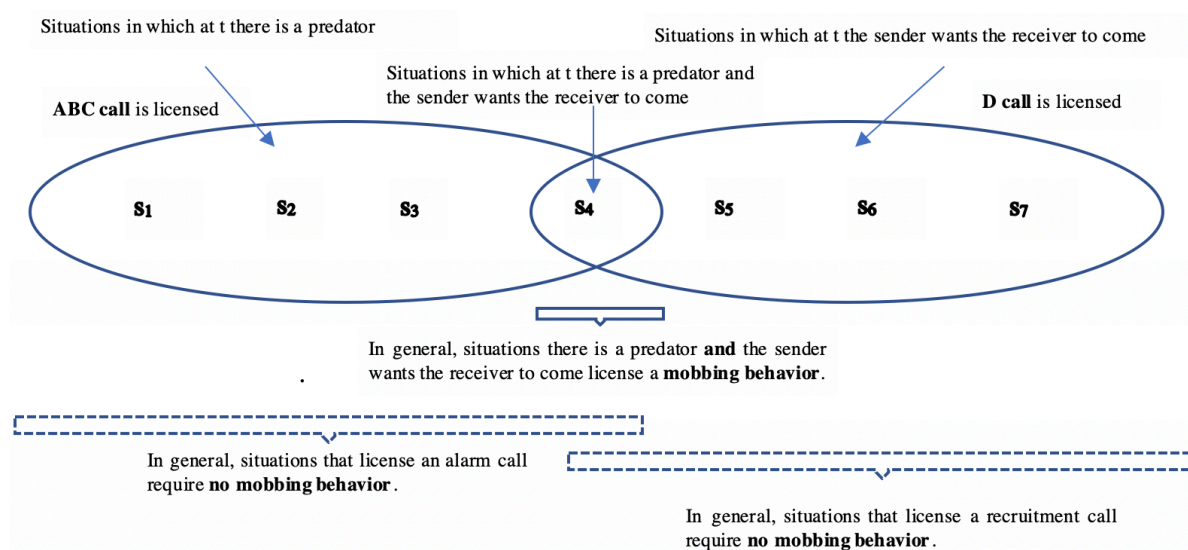 Situations in which at t there is a predator
Situations in which at t the sender wants the receiver to come
Situations in which at t there is a predator and
the sender wants the receiver to come
ABC call is licensed
D call is licensed
S1 S2 S3 S4 S5 S6 S7
In general, situations there is a predator and the sender
wants the receiver to come license a mobbing behavior.
.
In general, situations that license an alarm call
require no mobbing behavior.
In general, situations that license a recruitment call
require no mobbing behavior.